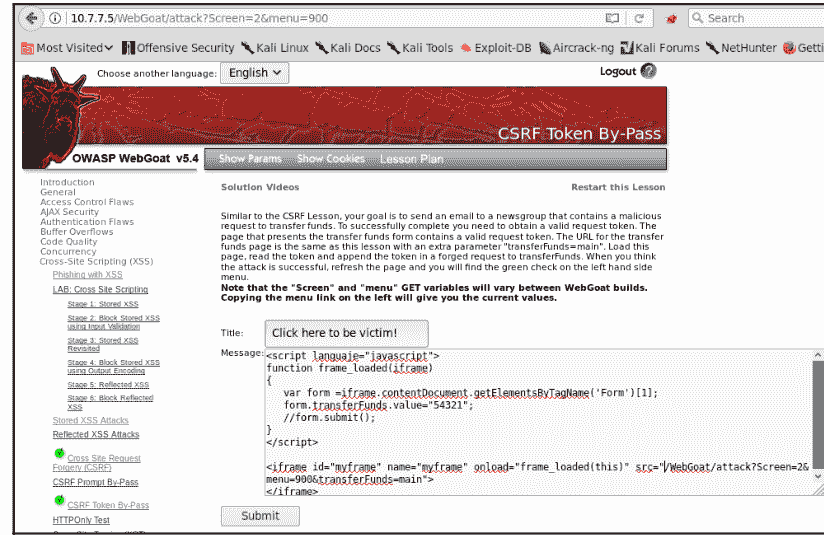 10.7.7.5/WebGoat/attack?Screen=2&menu=900
Search
Most Visited Offensive Security Kali Linux Kali Docs Kali Tools Exploit-DB Aircrack-ng Kali Forums NetHunter Getti
Choose another language: English
Logout
CSRF Token By-Pass
OWASP WebGoat v5.4
Show Params Show Cookies Lesson Plan
Introduction
General
Access Control Flaws
AJAX Security
Authentication Flaws
Buffer Overflows
Code Quality
Concurrency
Cross-Site Scripting (XSS)
Phishing with XSS
LAB: Cross Site Scripting
Stage 1: Stored XSS
Stage 2: Block Stored XSS
using Input Validation
Stage 3: Stored XSS
Revisited
Stage 4: Block Stored XSS
using Output Encoding
Stage 5: Reflected XSS
Stage 6: Block Reflected
XSS
Stored XSS Attacks
Reflected XSS Attacks
Cross Site Request
Forgery (CSRF)
CSRF Prompt By-Pass
CSRF Token By-Pass
HTTPOnly Test
Solution Videos
Restart this Lesson
Similar to the CSRF Lesson, your goal is to send an email to a newsgroup that contains a malicious
request to transfer funds. To successfully complete you need to obtain a valid request token. The
page that presents the transfer funds form contains a valid request token. The URL for the transfer
funds page is the same as this lesson with an extra parameter "transferFunds=main". Load this
page, read the token and append the token in a forged request to transferFunds. When you think
the attack is successful, refresh the page and you will find the green check on the left hand side
menu.
Note that the "Screen" and "menu" GET variables will vary between WebGoat builds.
Copying the menu link on the left will give you the current values.
Title: Click here to be victim!
Message:
<script languaje="javascript">
function frame_loaded(iframe)
{
var form =iframe.contentDocument.getElementsByTagName('Form')[1];
form.transferFunds.value="54321";
//form.submit();
}
</script>
<iframe id="myframe" name="myframe" onload="frame_loaded(this)" src="/WebGoat/attack?Screen=2&
menu=900&transferFunds=main">
</iframe>
Submit